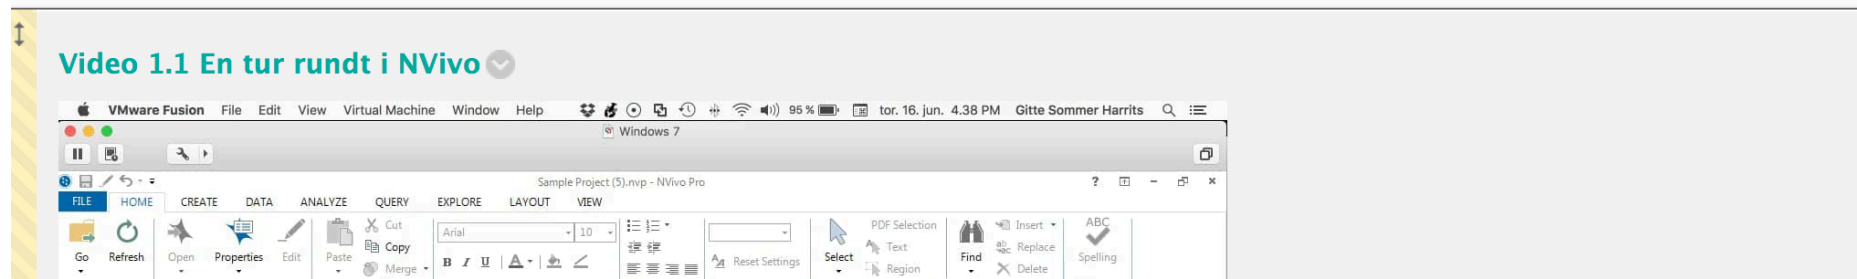 Video 1.1 En tur rundt i NVivo
VMware Fusion File Edit View Virtual Machine Window Help 95 % tor. 16. jun. 4.38 PM Gitte Sommer Harrits
Windows 7
Sample Project (5).nvp - NVivo Pro ?
FILE HOME CREATE DATA ANALYZE QUERY EXPLORE LAYOUT VIEW
Cut PDF Selection Insert ABC
Arial 10
Copy Text Replace
Go Refresh Open Properties Edit Paste Select Find Spelling
Merge B I U A Reset Settings Region Delete